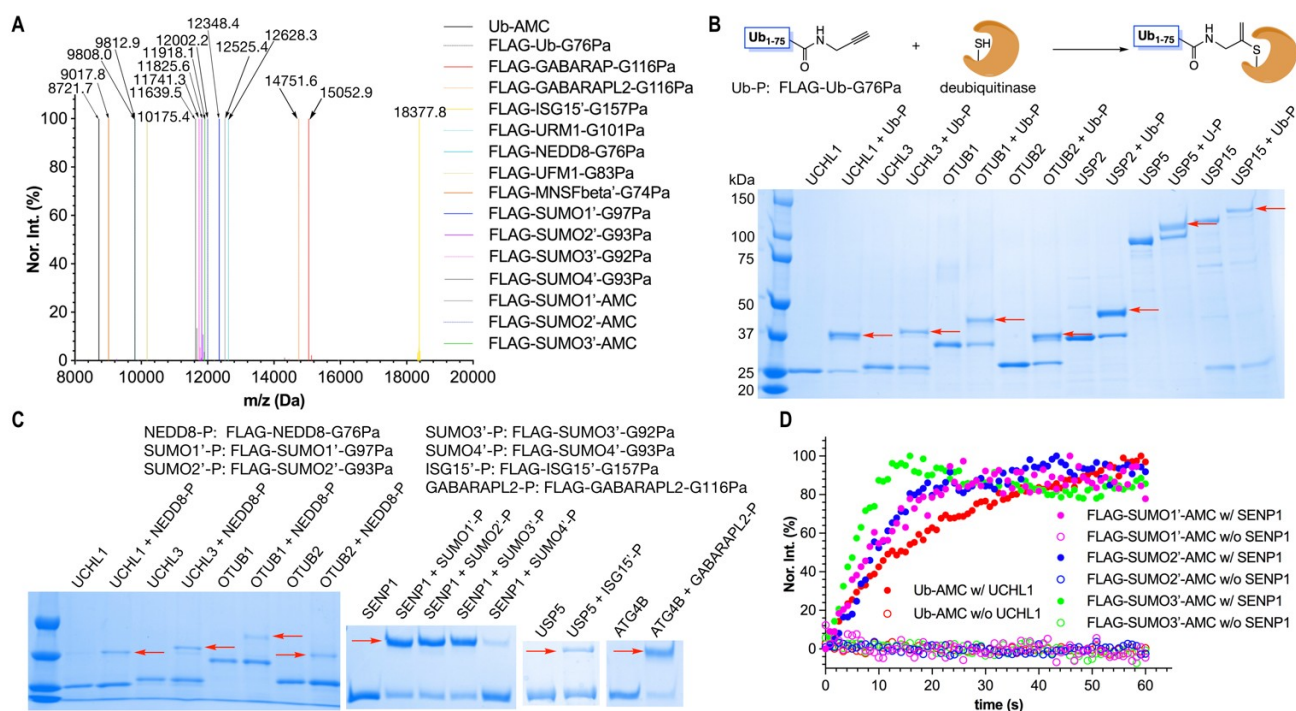 A
8721.7
9017.8
9808.0
9812.9
10175.4
11639.5
11741.3
11825.6
11918.1
12002.2
12348.4
12525.4
12628.3
14751.6
15052.9
18377.8
Nor. Int. (%)
100
80
60
40
20
0
8000 10000 12000 14000 16000 18000 20000
m/z (Da)
Ub-AMC
FLAG-Ub-G76Pa
FLAG-GABARAP-G116Pa
FLAG-GABARAPL2-G116Pa
FLAG-ISG15'-G157Pa
FLAG-URM1-G101Pa
FLAG-NEDD8-G76Pa
FLAG-UFM1-G83Pa
FLAG-MNSFbeta'-G74Pa
FLAG-SUMO1'-G97Pa
FLAG-SUMO2'-G93Pa
FLAG-SUMO3'-G92Pa
FLAG-SUMO4'-G93Pa
FLAG-SUMO1'-AMC
FLAG-SUMO2'-AMC
FLAG-SUMO3'-AMC
B
Ub1-75
H
N
O
+
SH
Ub1-75
H
N
O
S
Ub-P: FLAG-Ub-G76Pa
deubiquitinase
UCHL1
UCHL1 + Ub-P
UCHL3
UCHL3 + Ub-P
OTUB1
OTUB1 + Ub-P
OTUB2
OTUB2 + Ub-P
USP2
USP2 + Ub-P
USP5
USP5 + U-P
USP15
USP15 + Ub-P
kDa
150
100
75
50
37
25
20
C
NEDD8-P: FLAG-NEDD8-G76Pa
SUMO1'-P: FLAG-SUMO1'-G97Pa
SUMO2'-P: FLAG-SUMO2'-G93Pa
SUMO3'-P: FLAG-SUMO3'-G92Pa
SUMO4'-P: FLAG-SUMO4'-G93Pa
ISG15'-P: FLAG-ISG15'-G157Pa
GABARAPL2-P: FLAG-GABARAPL2-G116Pa
UCHL1
UCHL1 + NEDD8-P
UCHL3
UCHL3 + NEDD8-P
OTUB1
OTUB1 + NEDD8-P
OTUB2
OTUB2 + NEDD8-P
SENP1
SENP1 + SUMO1'-P
SENP1 + SUMO2'-P
SENP1 + SUMO3'-P
SENP1 + SUMO4'-P
USP5
USP5 + ISG15'-P
ATG4B
ATG4B + GABARAPL2-P
D
Nor. Int. (%)
100
80
60
40
20
0
0 10 20 30 40 50 60
time (s)
Ub-AMC w/ UCHL1
Ub-AMC w/o UCHL1
FLAG-SUMO1'-AMC w/ SENP1
FLAG-SUMO1'-AMC w/o SENP1
FLAG-SUMO2'-AMC w/ SENP1
FLAG-SUMO2'-AMC w/o SENP1
FLAG-SUMO3'-AMC w/ SENP1
FLAG-SUMO3'-AMC w/o SENP1